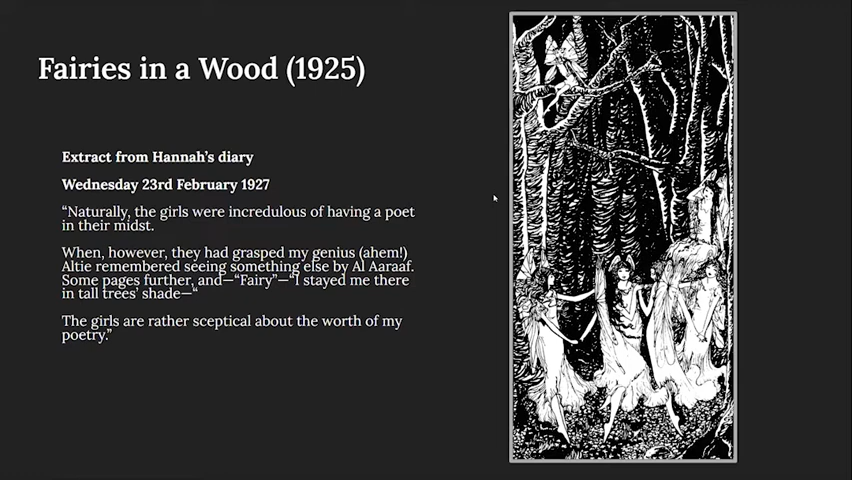 Fairies in a Wood (1925)
Extract from Hannah’s diary
Wednesday 23rd February 1927
“Naturally, the girls were incredulous of having a poet
in their midst.
When, however, they had grasped my genius (ahem!)
Altie remembered seeing something else by Al Aaraaf.
Some pages further, and—“Fairy”—“I stayed me there
in tall trees’ shade—“
The girls are rather sceptical about the worth of my
poetry.”